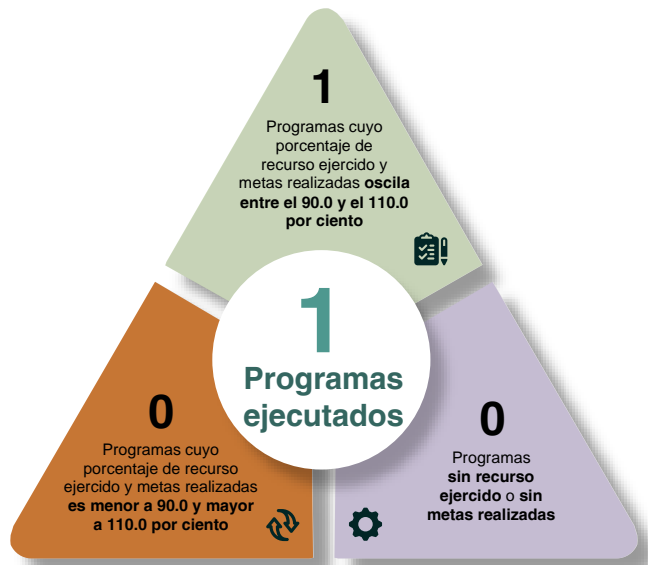 1
Programas cuyo
porcentaje de
recurso ejercido y
metas realizadas oscila
entre el 90.0 y el 110.0
por ciento
1
Programas
ejecutados
0
Programas cuyo
porcentaje de recurso
ejercido y metas realizadas
es menor a 90.0 y mayor
a 110.0 por ciento
0
Programas
sin recurso
ejercido o sin
metas realizadas